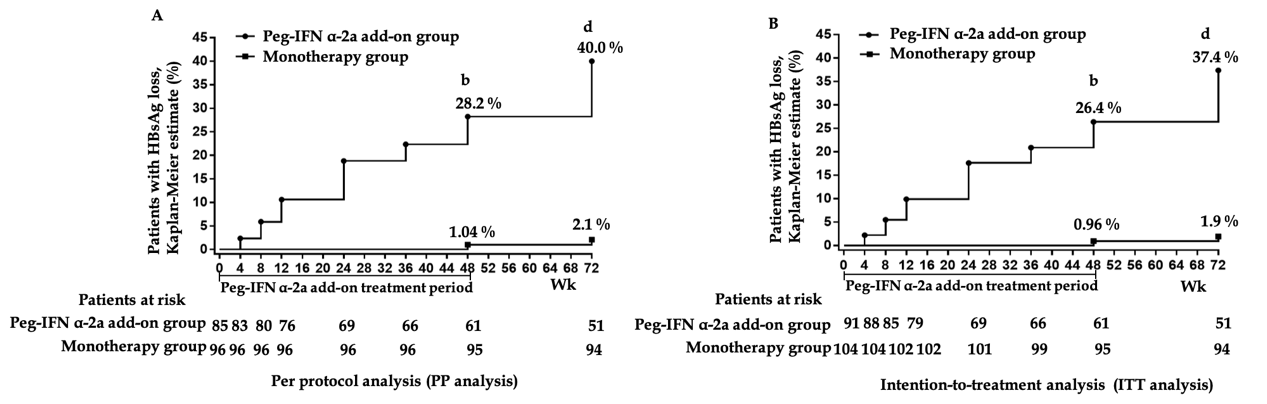 A
Patients with HBsAg loss,
Kaplan-Meier estimate (%)
45
40
35
30
25
20
15
10
5
0
Peg-IFN α-2a add-on group
Monotherapy group
b
28.2 %
d
40.0 %
1.04 %
2.1 %
0 4 8 12 16 20 24 28 32 36 40 44 48 52 56 60 64 68 72
Peg-IFN α-2a add-on treatment period
Wk
Patients at risk
Peg-IFN α-2a add-on group 85 83 80 76 69 66 61 51
Monotherapy group 96 96 96 96 96 96 95 94
Per protocol analysis (PP analysis)
B
Patients with HBsAg loss,
Kaplan-Meier estimate (%)
45
40
35
30
25
20
15
10
5
0
Peg-IFN α-2a add-on group
Monotherapy group
b
26.4 %
d
37.4 %
0.96 %
1.9 %
0 4 8 12 16 20 24 28 32 36 40 44 48 52 56 60 64 68 72
Peg-IFN α-2a add-on treatment period
Wk
Patients at risk
Peg-IFN α-2a add-on group 91 88 85 79 69 66 61 51
Monotherapy group 104 104 102 102 101 99 95 94
Intention-to-treatment analysis (ITT analysis)